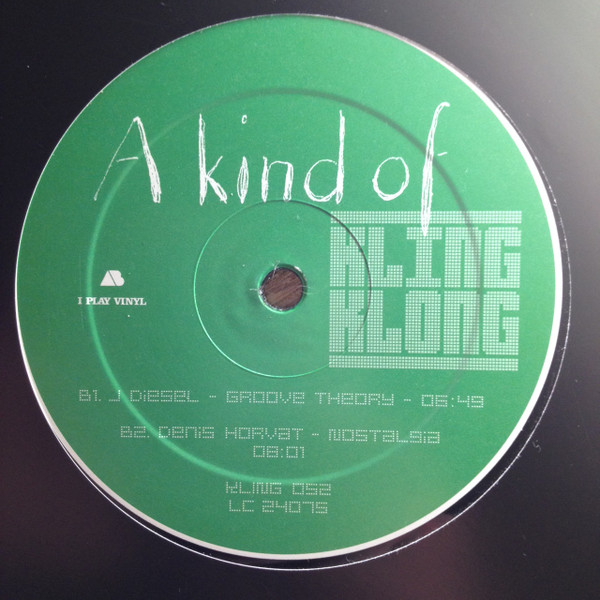 A kind of
KLING
KLONG
AB
I PLAY VINYL
B1. J Diesel - Groove Theory - 06:49
B2. Denis Horvat - Nostalgia
08:01
KLING 052
LC 24075